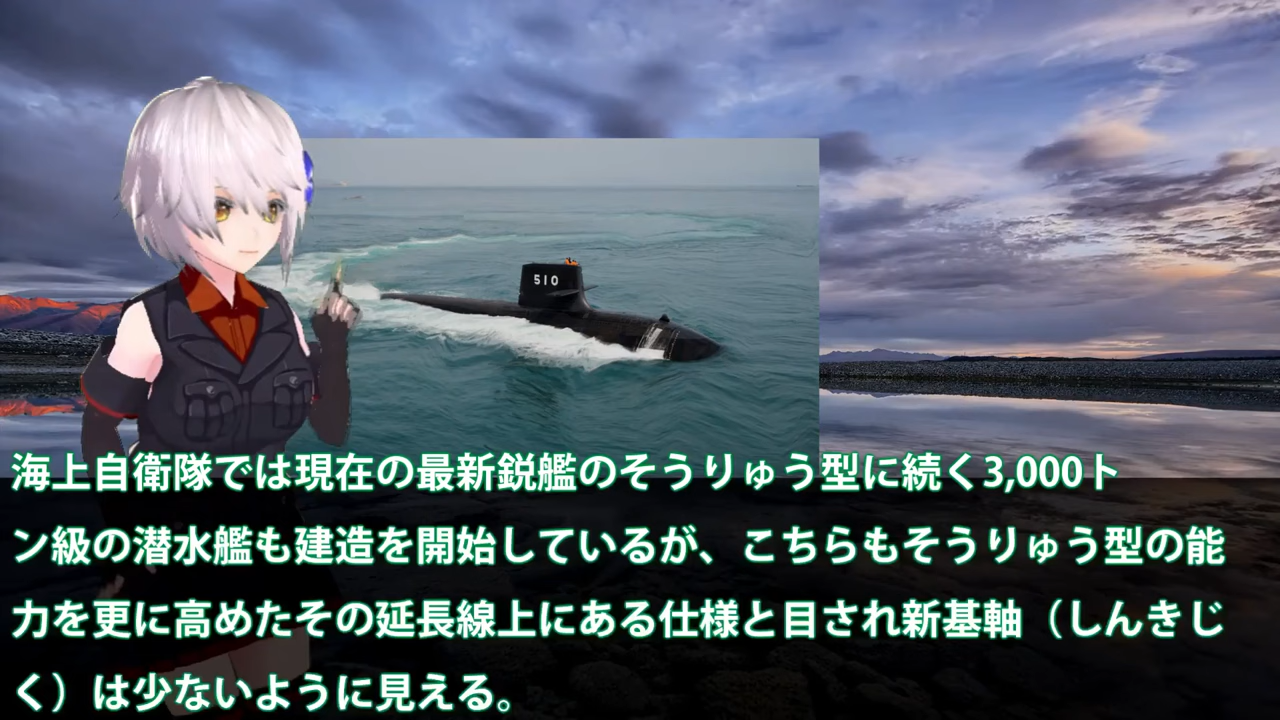 510
海上自衛隊では現在の最新鋭艦のそうりゅう型に続く3,000ト
ン級の潜水艦も建造を開始しているが、こちらもそうりゅう型の能
力を更に高めたその延長線上にある仕様と目され新基軸（しんきじ
く）は少ないように見える。